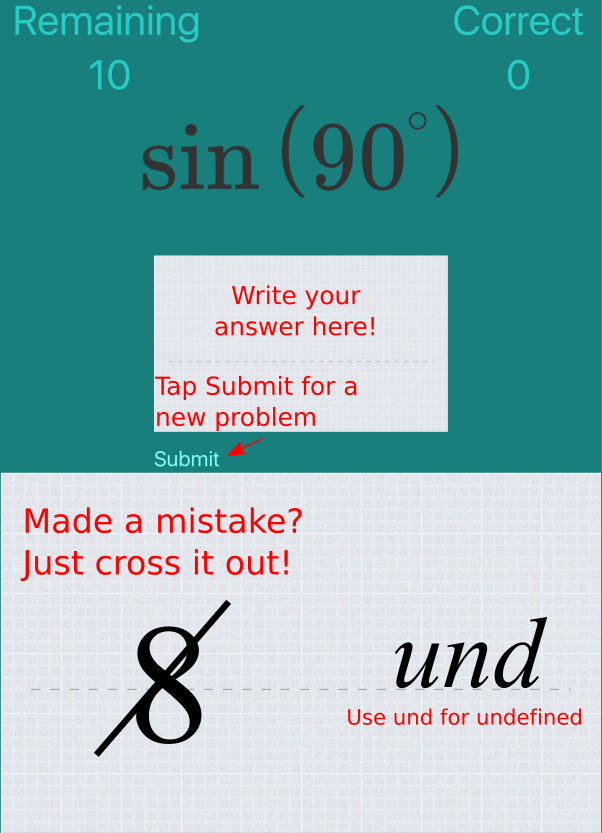 Remaining Correct
10 0
sin (90°)
Write your
answer here!
Tap Submit for a
new problem
Submit
Made a mistake?
Just cross it out!
8
und
Use und for undefined